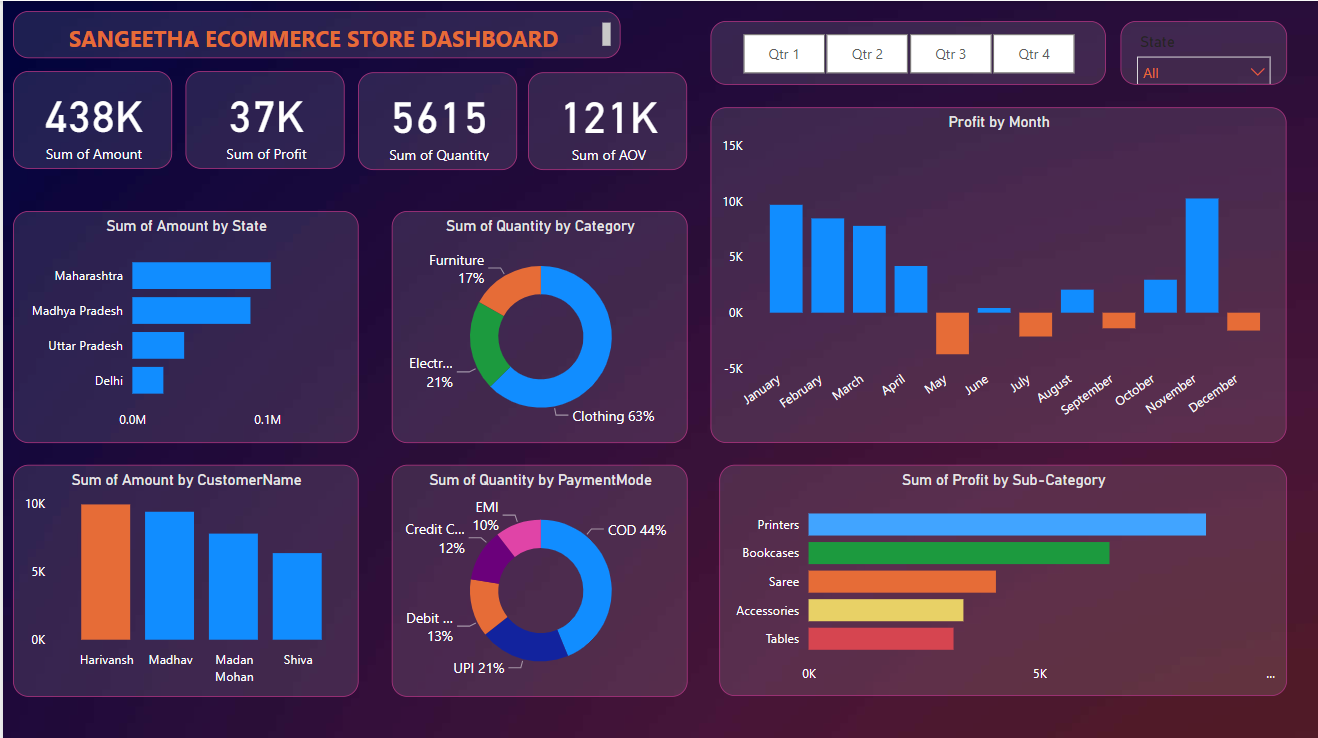 SANGEETHA ECOMMERCE STORE DASHBOARD
Qtr 1
Qtr 2
Qtr 3
Qtr 4
State
All
438K
Sum of Amount
37K
Sum of Profit
5615
Sum of Quantity
121K
Sum of AOV
Profit by Month
15K
10K
5K
0K
-5K
January
February
March
April
May
June
July
August
September
October
November
December
Sum of Amount by State
Maharashtra
Madhya Pradesh
Uttar Pradesh
Delhi
0.0M
0.1M
Sum of Quantity by Category
Furniture
17%
Electr...
21%
Clothing 63%
Sum of Amount by CustomerName
10K
5K
0K
Harivansh
Madhav
Madan
Mohan
Shiva
Sum of Quantity by PaymentMode
EMI
10%
Credit C...
12%
COD 44%
Debit ...
13%
UPI 21%
Sum of Profit by Sub-Category
Printers
Bookcases
Saree
Accessories
Tables
0K
5K
...